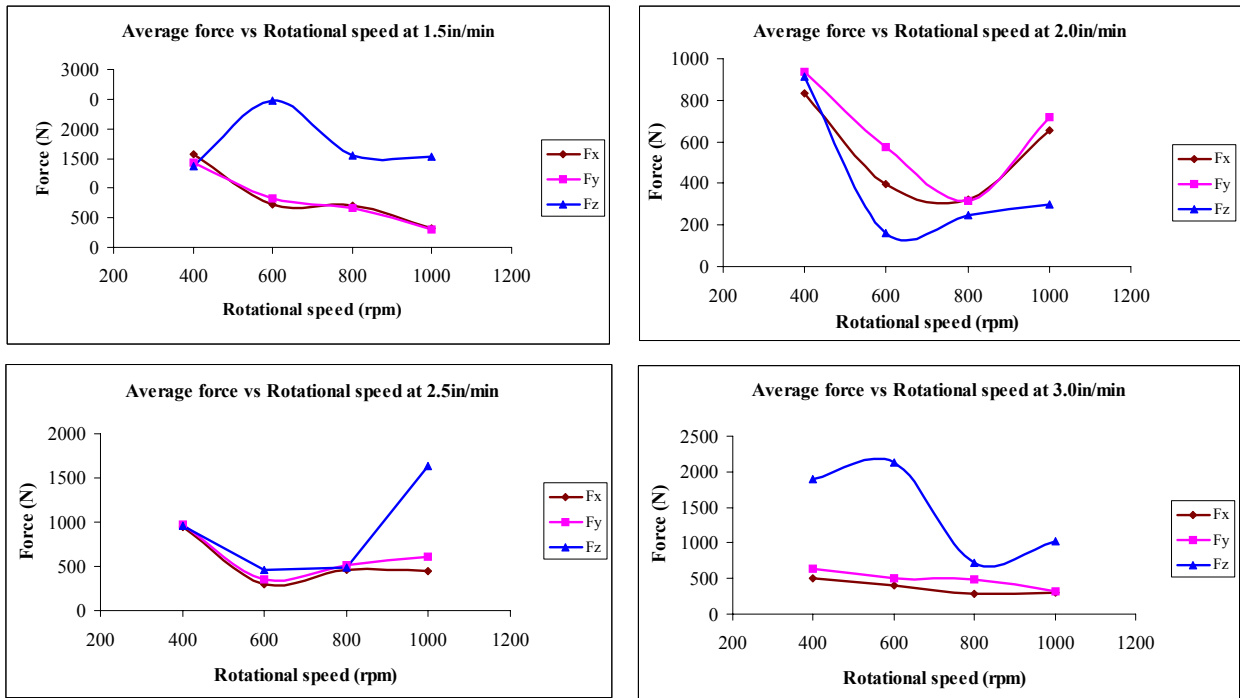 Average force vs Rotational speed at 1.5in/min
3000
0
2000
1500
0
500
0
200 400 600 800 1000 1200
Force (N)
Rotational speed (rpm)
Fx
Fy
Fz
Average force vs Rotational speed at 2.0in/min
1000
800
600
400
200
0
200 400 600 800 1000 1200
Force (N)
Rotational speed (rpm)
Fx
Fy
Fz
Average force vs Rotational speed at 2.5in/min
2000
1500
1000
500
0
200 400 600 800 1000 1200
Force (N)
Rotational speed (rpm)
Fx
Fy
Fz
Average force vs Rotational speed at 3.0in/min
2500
2000
1500
1000
500
0
200 400 600 800 1000 1200
Force (N)
Rotational speed (rpm)
Fx
Fy
Fz